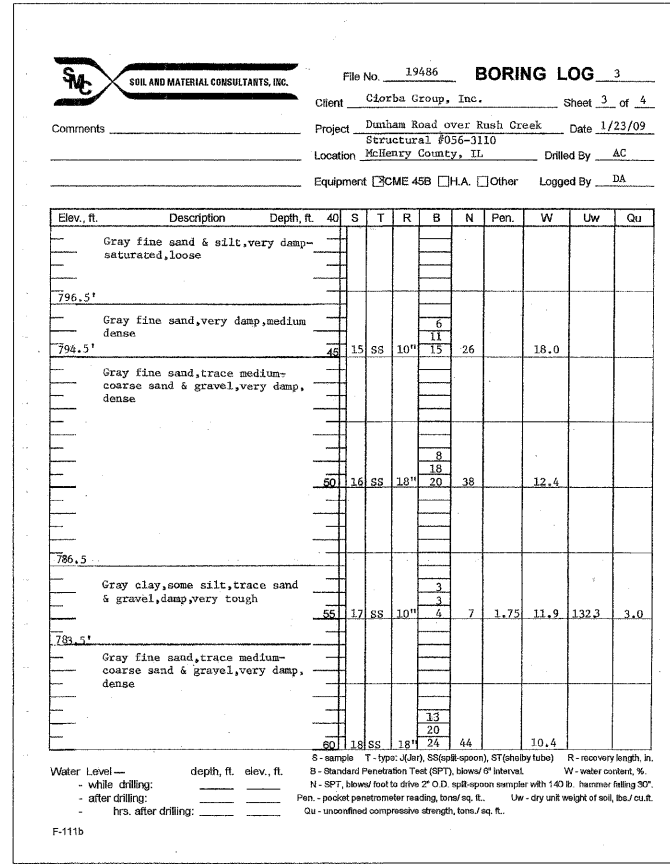 SMC SOIL AND MATERIAL CONSULTANTS, INC.
File No. 19486 BORING LOG 3
Client Ciorba Group, Inc. Sheet 3 of 4
Comments Project Dunham Road over Rush Creek Date 1/23/09
Structural #056-3110
Location McHenry County, IL Drilled By AC
Equipment ☒CME 45B ☐H.A. ☐Other Logged By DA
Elev., ft. Description Depth, ft. 40 S T R B N Pen. W Uw Qu
Gray fine sand & silt,very damp-
saturated,loose
796.5'
Gray fine sand,very damp,medium
dense 6
11
794.5' 45 15 SS 10" 15 26 18.0
Gray fine sand,trace medium-
coarse sand & gravel,very damp,
dense
8
18
50 16 SS 18" 20 38 12.4
786.5
Gray clay,some silt,trace sand 3
& gravel,damp,very tough 3
55 17 SS 10" 4 7 1.75 11.9 132.3 3.0
783.5'
Gray fine sand,trace medium-
coarse sand & gravel,very damp,
dense
13
20
60 18 SS 18" 24 44 10.4
S - sample T - type: J(Jar), SS(split-spoon), ST(shelby tube) R - recovery length, in.
Water Level— depth, ft. elev., ft. B - Standard Penetration Test (SPT), blows/ 6" interval. W - water content, %.
- while drilling: N - SPT, blows/ foot to drive 2" O.D. split-spoon sampler with 140 lb. hammer falling 30".
- after drilling: Pen. - pocket penetrometer reading, tons/ sq. ft.. Uw - dry unit weight of soil, lbs./ cu.ft.
- hrs. after drilling: Qu - unconfined compressive strength, tons./ sq. ft..
F-111b